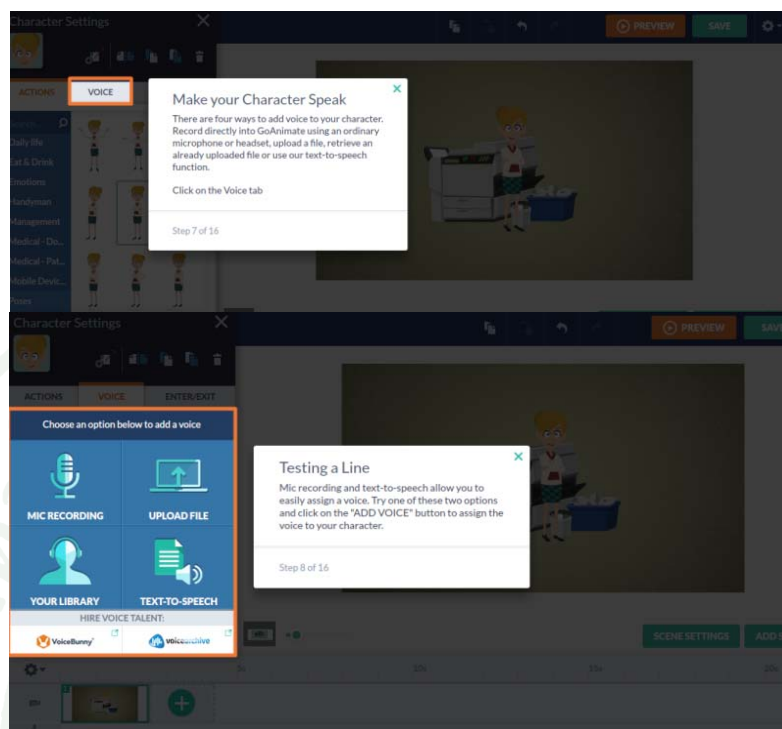 Character Settings
PREVIEW
SAVE
ACTIONS
VOICE
Daily life
Eat & Drink
Emotions
Handyman
Management
Medical - Do...
Medical - Pat...
Mobile Devic...
Poses
Make your Character Speak
There are four ways to add voice to your character.
Record directly into GoAnimate using an ordinary
microphone or headset, upload a file, retrieve an
already uploaded file or use our text-to-speech
function.
Click on the Voice tab
Step 7 of 16
Character Settings
PREVIEW
SAVE
ACTIONS
VOICE
ENTER/EXIT
Choose an option below to add a voice
MIC RECORDING
UPLOAD FILE
YOUR LIBRARY
TEXT-TO-SPEECH
HIRE VOICE TALENT:
VoiceBunny
voicearchive
Testing a Line
Mic recording and text-to-speech allow you to
easily assign a voice. Try one of these two options
and click on the "ADD VOICE" button to assign the
voice to your character.
Step 8 of 16
SCENE SETTINGS
ADD
10s
15s